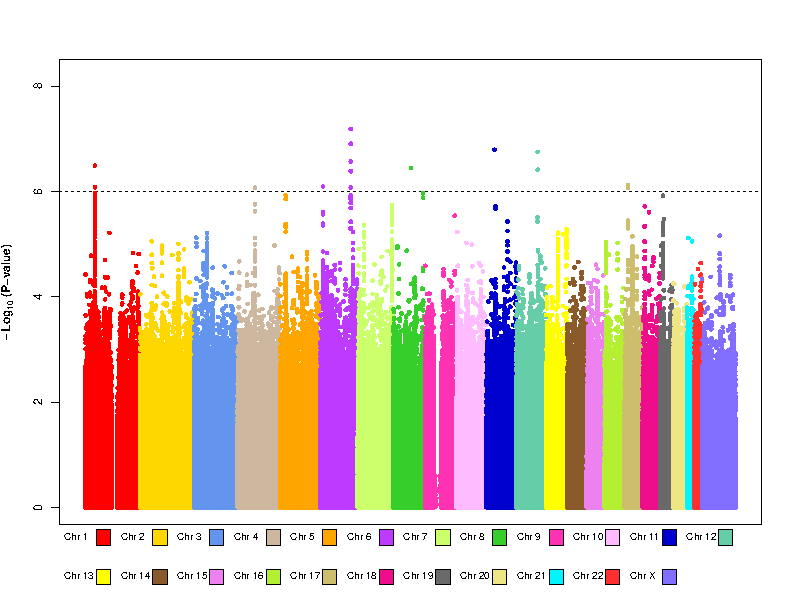 8
6
4
2
0
−Log10 (P−value)
Chr 1 Chr 2 Chr 3 Chr 4 Chr 5 Chr 6 Chr 7 Chr 8 Chr 9 Chr 10 Chr 11 Chr 12
Chr 13 Chr 14 Chr 15 Chr 16 Chr 17 Chr 18 Chr 19 Chr 20 Chr 21 Chr 22 Chr X